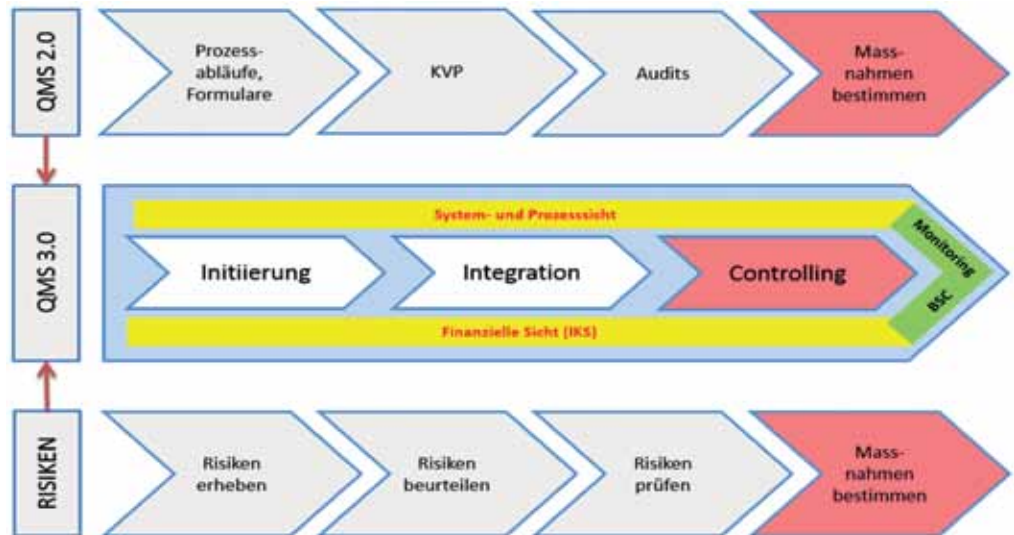 QMS 2.0
Prozess-
abläufe,
Formulare
KVP
Audits
Mass-
nahmen
bestimmen
QMS 3.0
System- und Prozesssicht
Initiierung
Integration
Controlling
Monitoring
BSC
Finanzielle Sicht (IKS)
RISIKEN
Risiken
erheben
Risiken
beurteilen
Risiken
prüfen
Mass-
nahmen
bestimmen